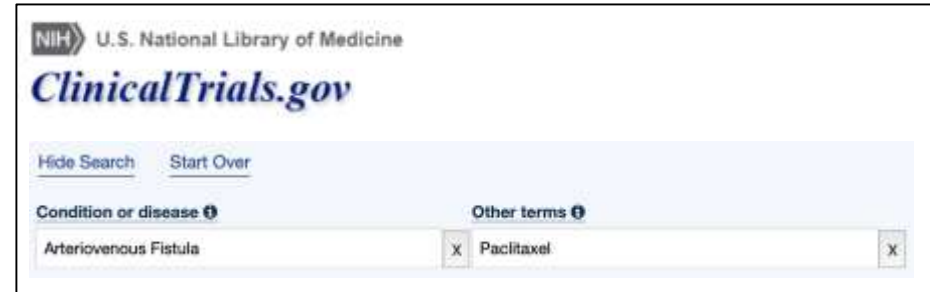 NIH U.S. National Library of Medicine
ClinicalTrials.gov
Hide Search Start Over
Condition or disease Other terms
Arteriovenous Fistula X Paclitaxel X